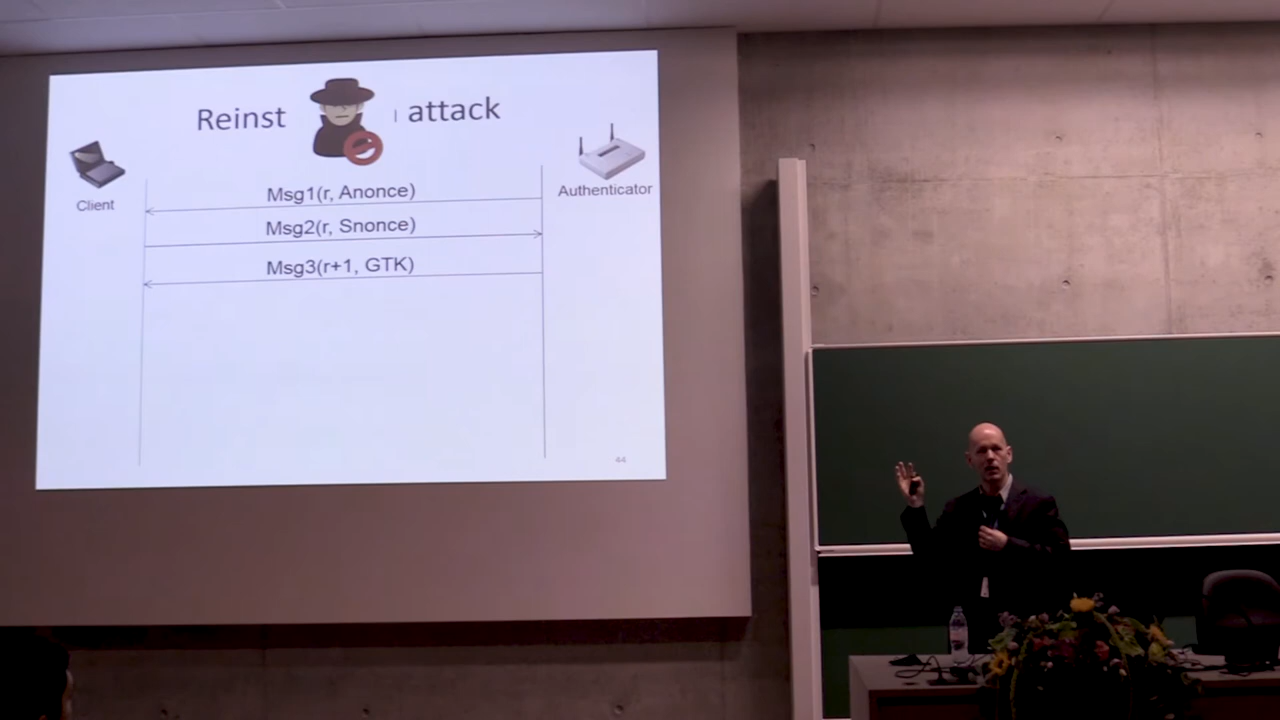 Reinst attack
Client
Authenticator
Msg1(r, Anonce)
Msg2(r, Snonce)
Msg3(r+1, GTK)
44